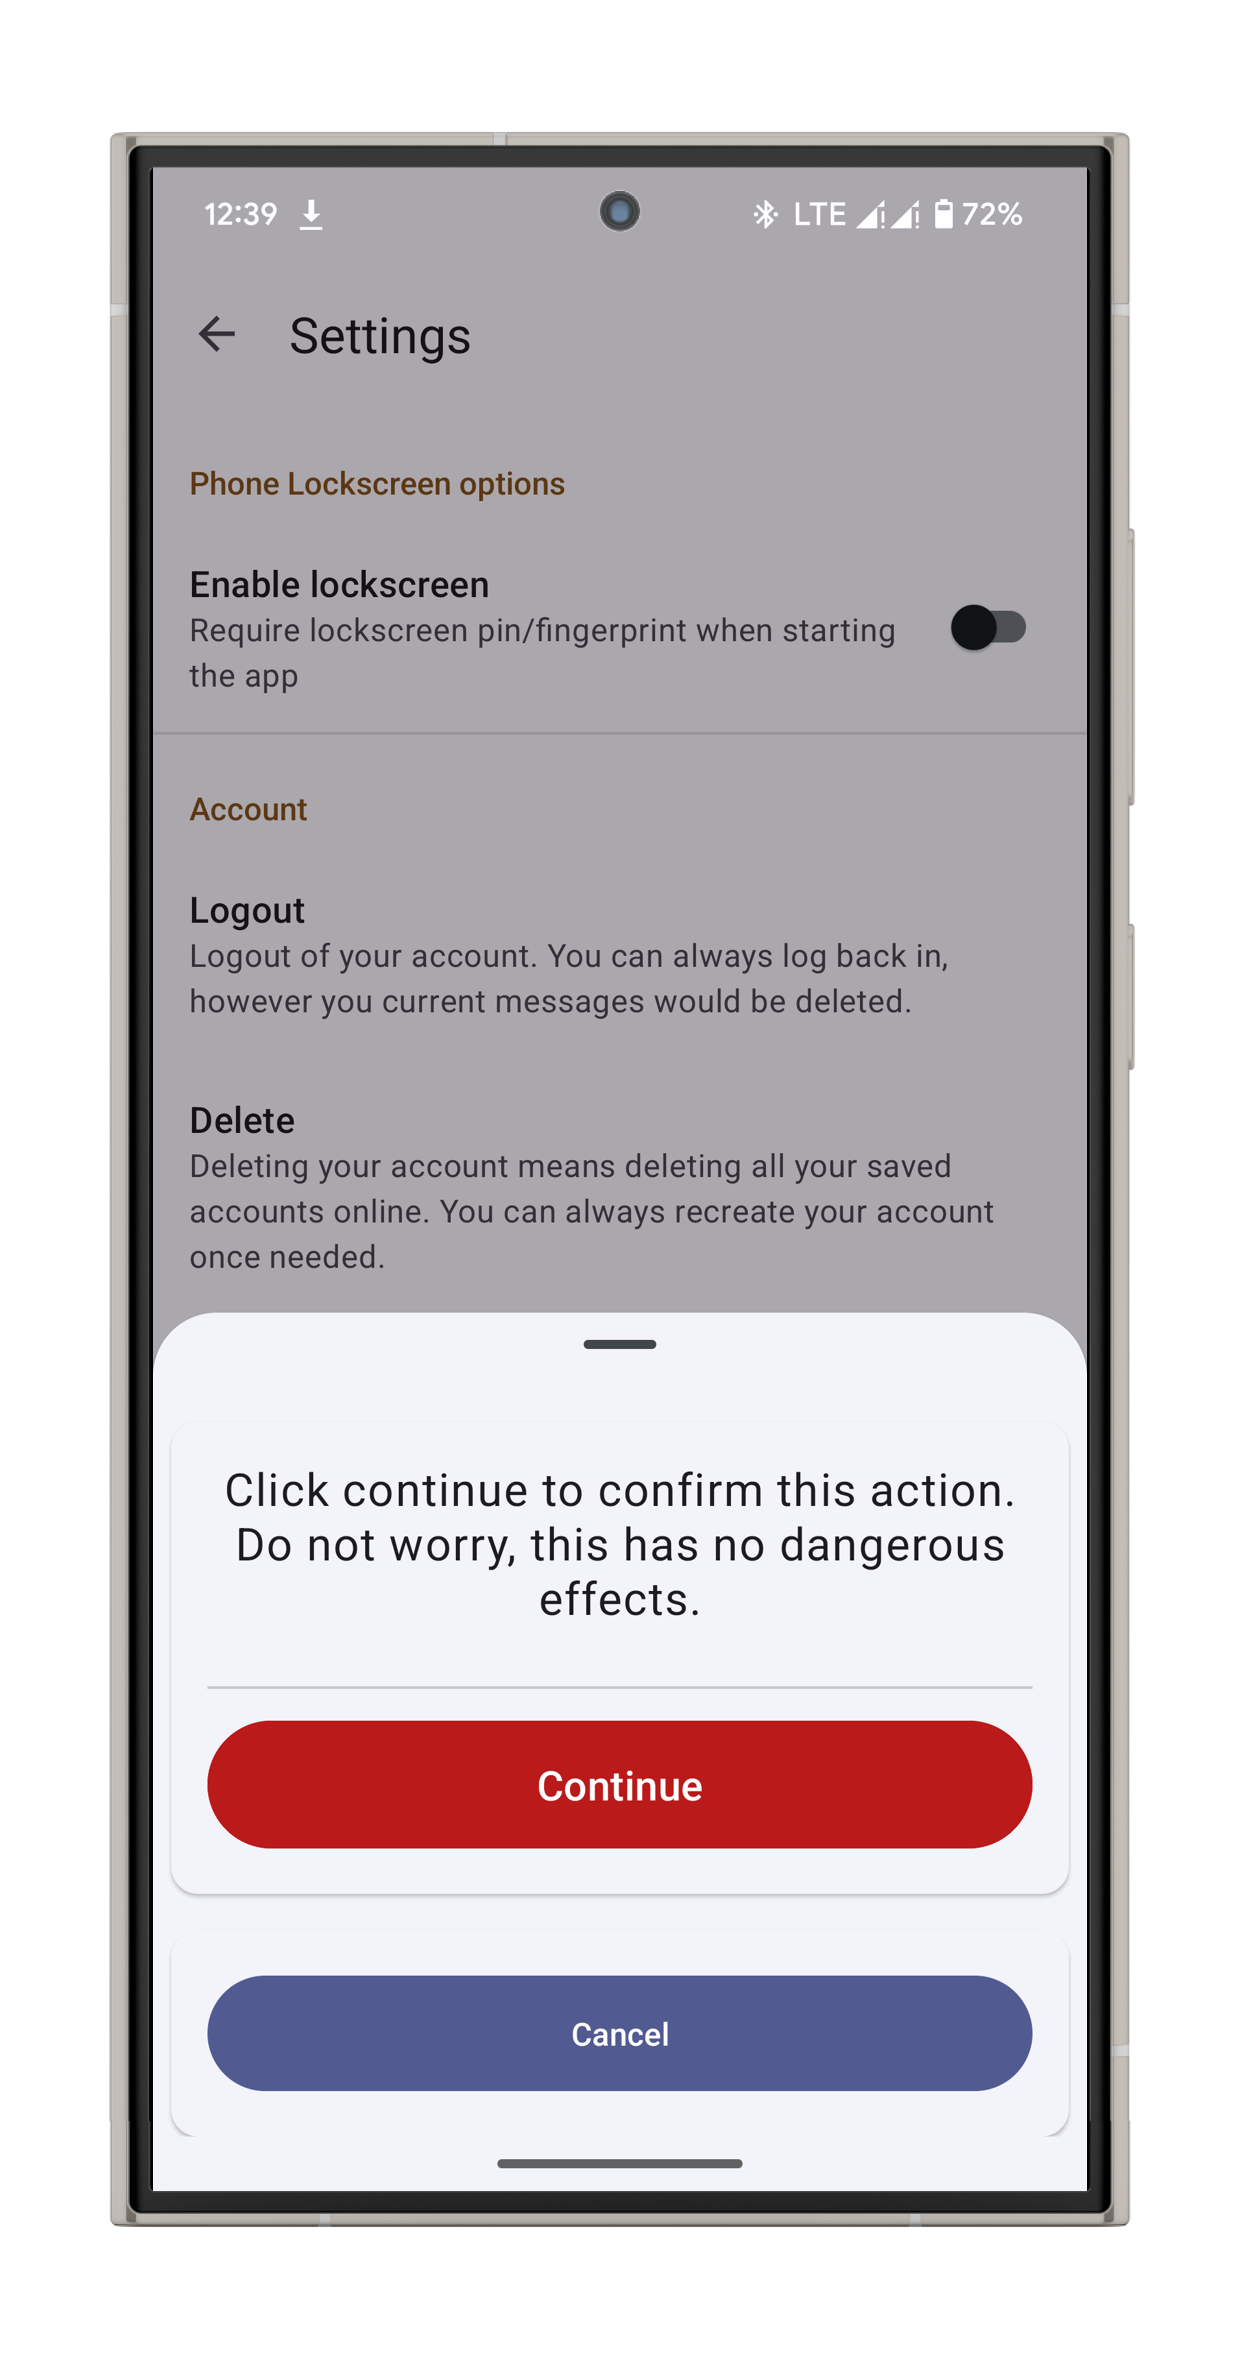 12:39 LTE 72%
Settings
Phone Lockscreen options
Enable lockscreen
Require lockscreen pin/fingerprint when starting
the app
Account
Logout
Logout of your account. You can always log back in,
however you current messages would be deleted.
Delete
Deleting your account means deleting all your saved
accounts online. You can always recreate your account
once needed.
Click continue to confirm this action.
Do not worry, this has no dangerous
effects.
Continue
Cancel